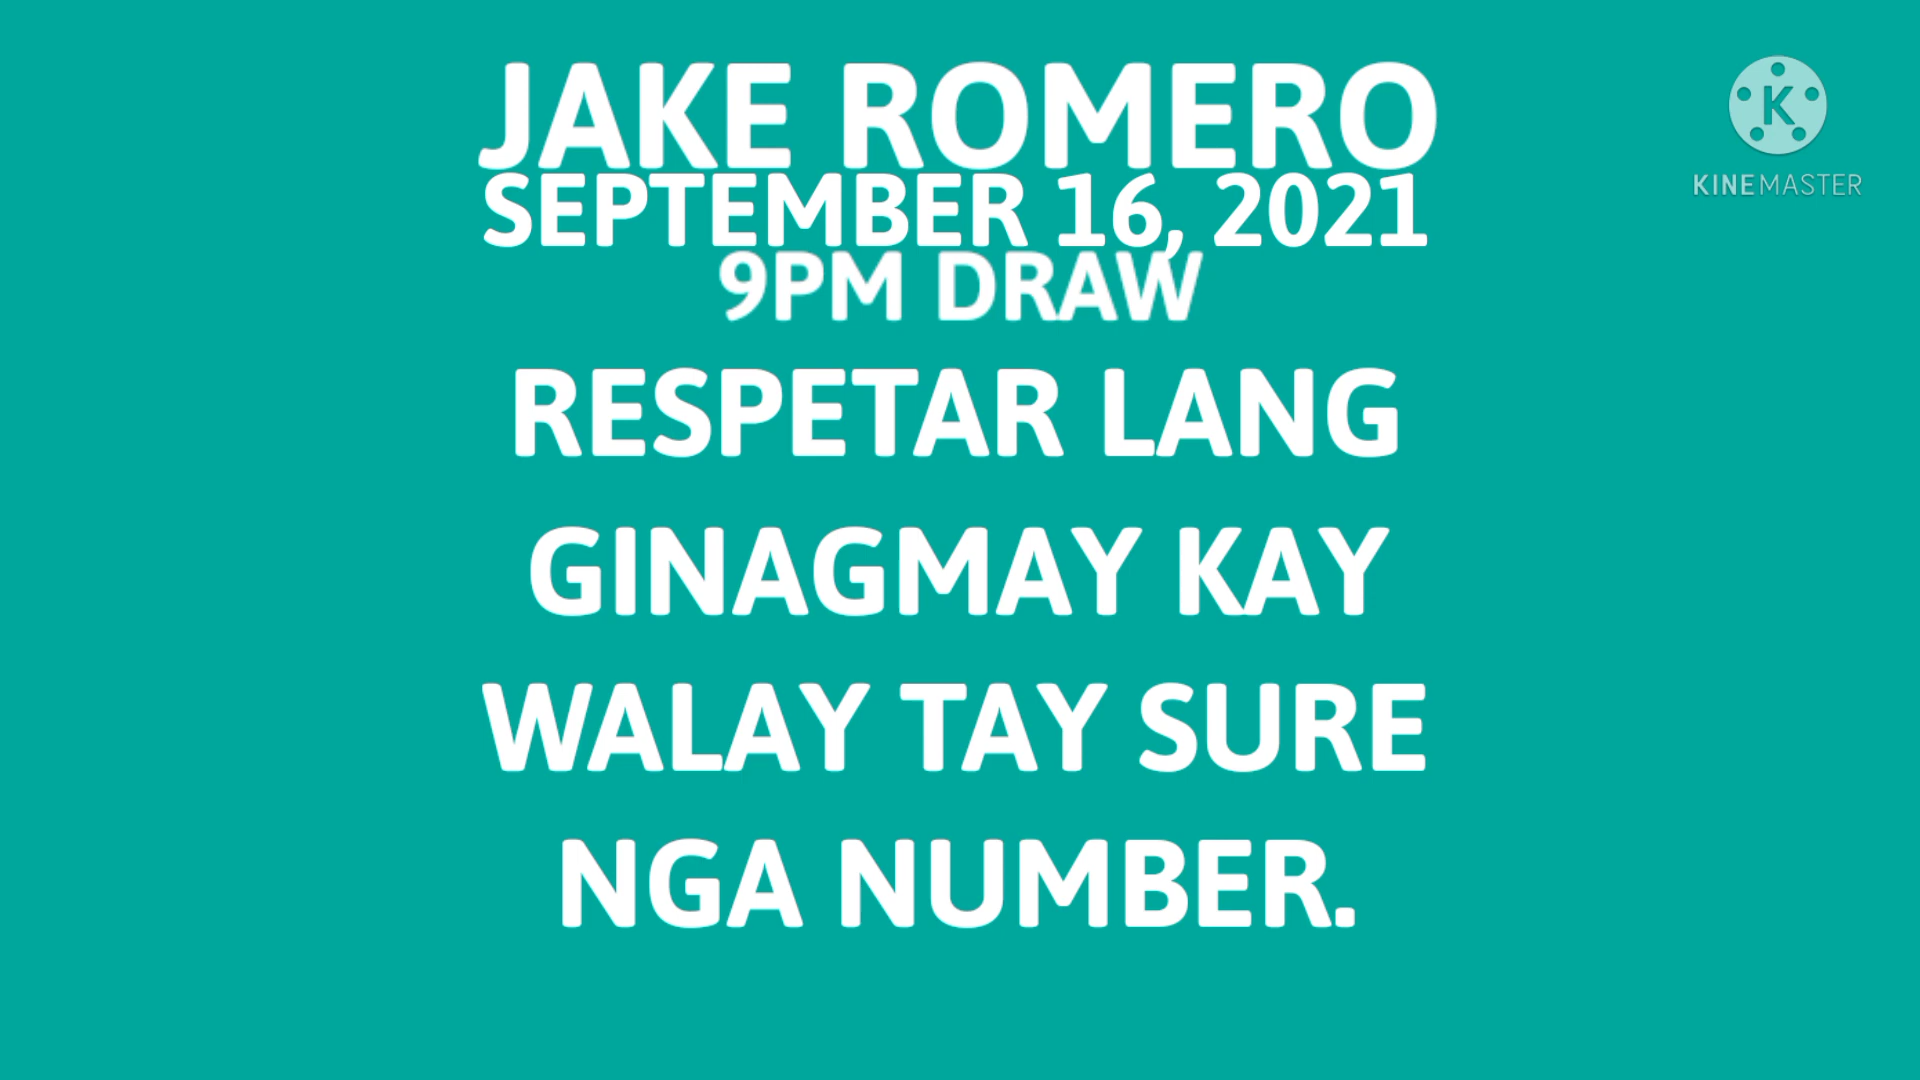 JAKE ROMERO
SEPTEMBER 16, 2021
9PM DRAW
RESPETAR LANG
GINAGMAY KAY
WALAY TAY SURE
NGA NUMBER.
K
KINEMASTER